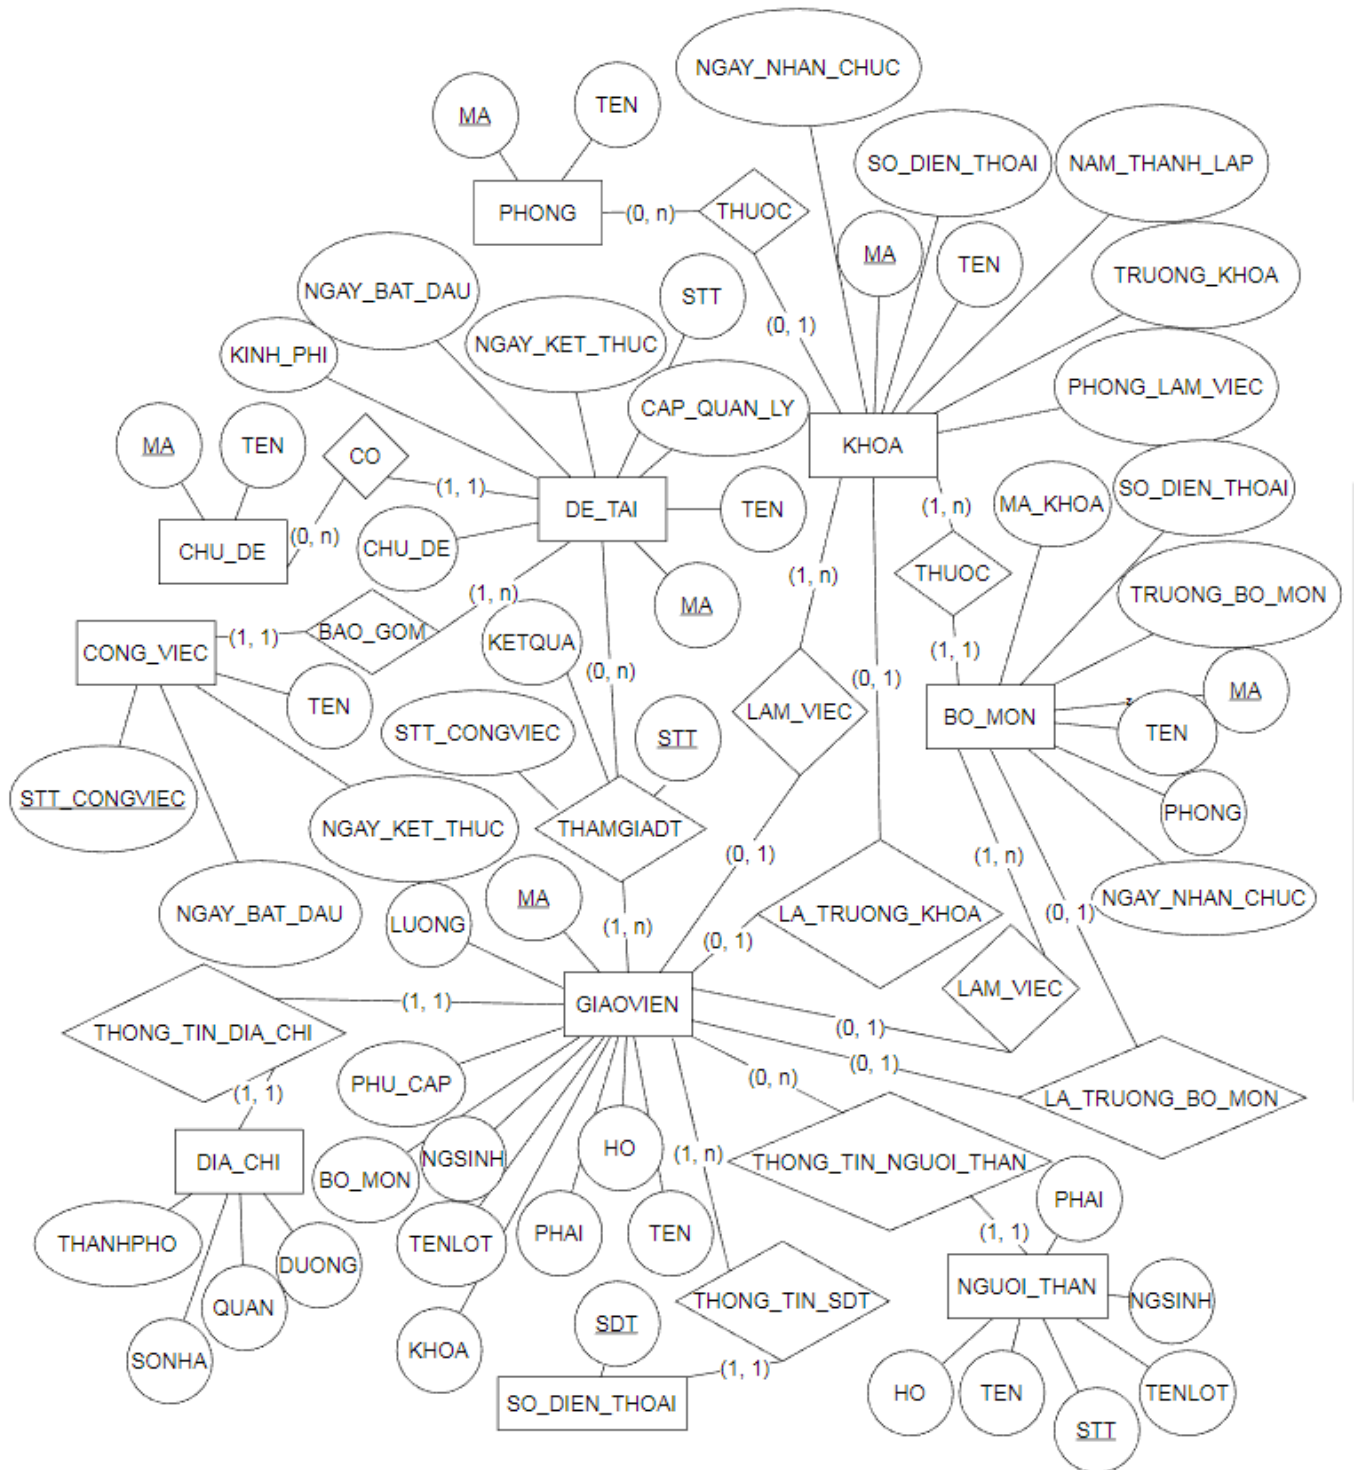 NGAY_NHAN_CHUC
TEN
MA
SO_DIEN_THOAI
NAM_THANH_LAP
PHONG
(0, n)
THUOC
MA
TEN
TRUONG_KHOA
NGAY_BAT_DAU
STT
(0, 1)
NGAY_KET_THUC
KINH_PHI
PHONG_LAM_VIEC
CAP_QUAN_LY
MA
TEN
CO
KHOA
(1, 1)
SO_DIEN_THOAI
MA_KHOA
(1, n)
DE_TAI
TEN
(0, n)
CHU_DE
CHU_DE
THUOC
(1, n)
(1, n)
TRUONG_BO_MON
MA
(1, 1)
BAO_GOM
KETQUA
CONG_VIEC
(1, 1)
(0, n)
(0, 1)
MA
TEN
LAM_VIEC
BO_MON
STT_CONGVIEC
STT
TEN
STT_CONGVIEC
PHONG
NGAY_KET_THUC
THAMGIADT
(0, 1)
(1, n)
MA
NGAY_NHAN_CHUC
NGAY_BAT_DAU
LUONG
(1, n)
(0, 1)
LA_TRUONG_KHOA
(0, 1)
LAM_VIEC
(1, 1)
GIAOVIEN
THONG_TIN_DIA_CHI
(0, 1)
(0, 1)
(0, n)
PHU_CAP
(1, 1)
LA_TRUONG_BO_MON
HO
(1, n)
DIA_CHI
NGSINH
THONG_TIN_NGUOI_THAN
BO_MON
PHAI
THANHPHO
TENLOT
PHAI
TEN
(1, 1)
DUONG
NGUOI_THAN
NGSINH
QUAN
THONG_TIN_SDT
SDT
KHOA
SONHA
(1, 1)
HO
TEN
TENLOT
SO_DIEN_THOAI
STT